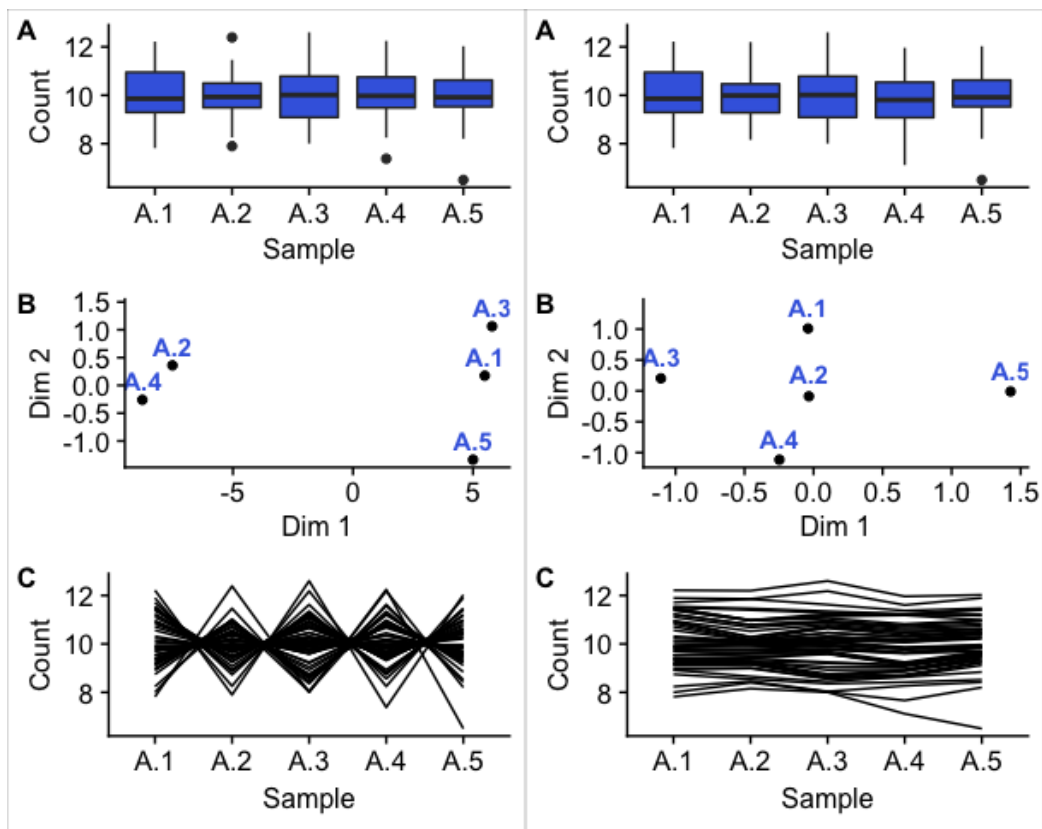 A
Count
12
10
8
A.1 A.2 A.3 A.4 A.5
Sample
B
Dim 2
1.5
1.0
0.5
0.0
-0.5
-1.0
A.3
A.2
A.1
A.4
A.5
-5 0 5
Dim 1
C
Count
12
10
8
A.1 A.2 A.3 A.4 A.5
Sample
A
Count
12
10
8
A.1 A.2 A.3 A.4 A.5
Sample
B
Dim 2
1.0
0.5
0.0
-0.5
-1.0
A.1
A.3
A.2
A.5
A.4
-1.0 -0.5 0.0 0.5 1.0 1.5
Dim 1
C
Count
12
10
8
A.1 A.2 A.3 A.4 A.5
Sample